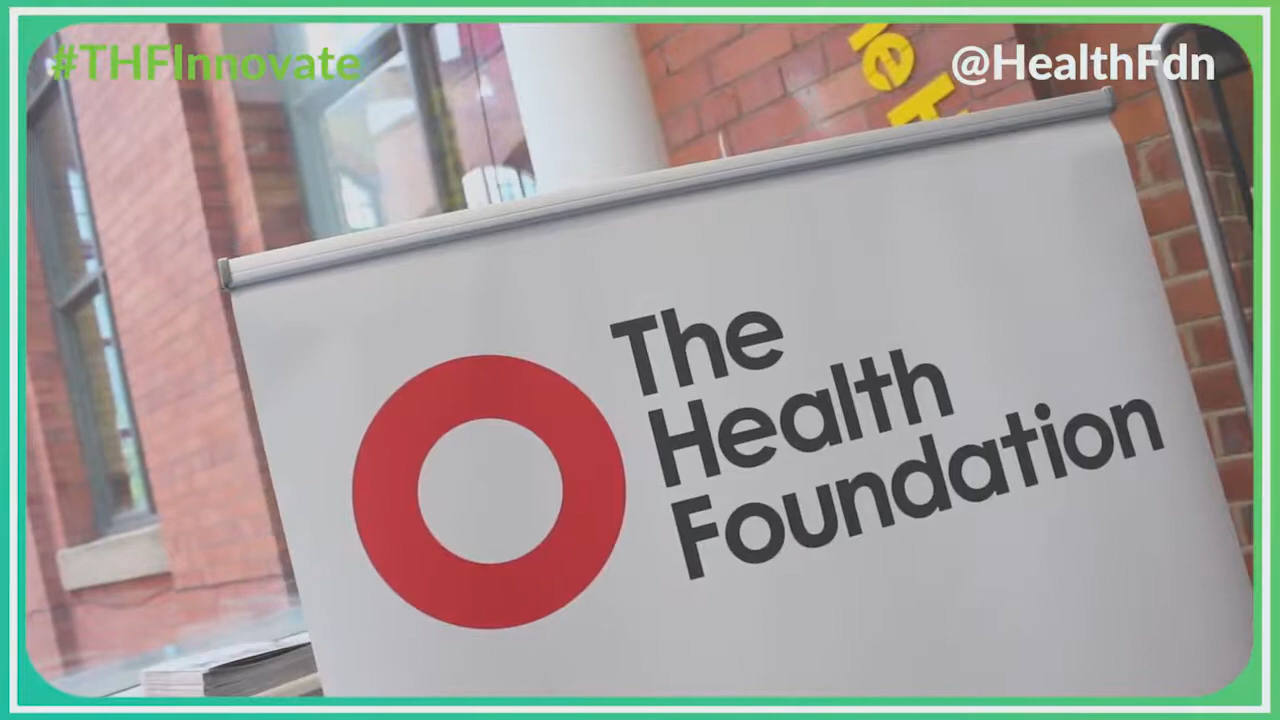 #THFInnovate
@HealthFdn
The
Health
Foundation